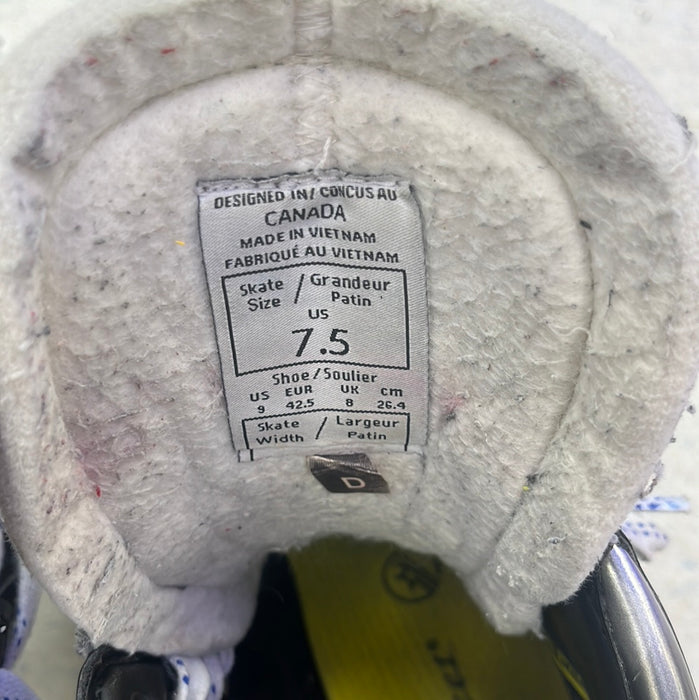 DESIGNED IN/ CONCUS AU
CANADA
MADE IN VIETNAM
FABRIQUÉ AU VIETNAM
Skate / Grandeur
Size Patin
US
7.5
Shoe/Soulier
US EUR UK cm
9 42.5 8 26.4
Skate / Largeur
Width Patin
D